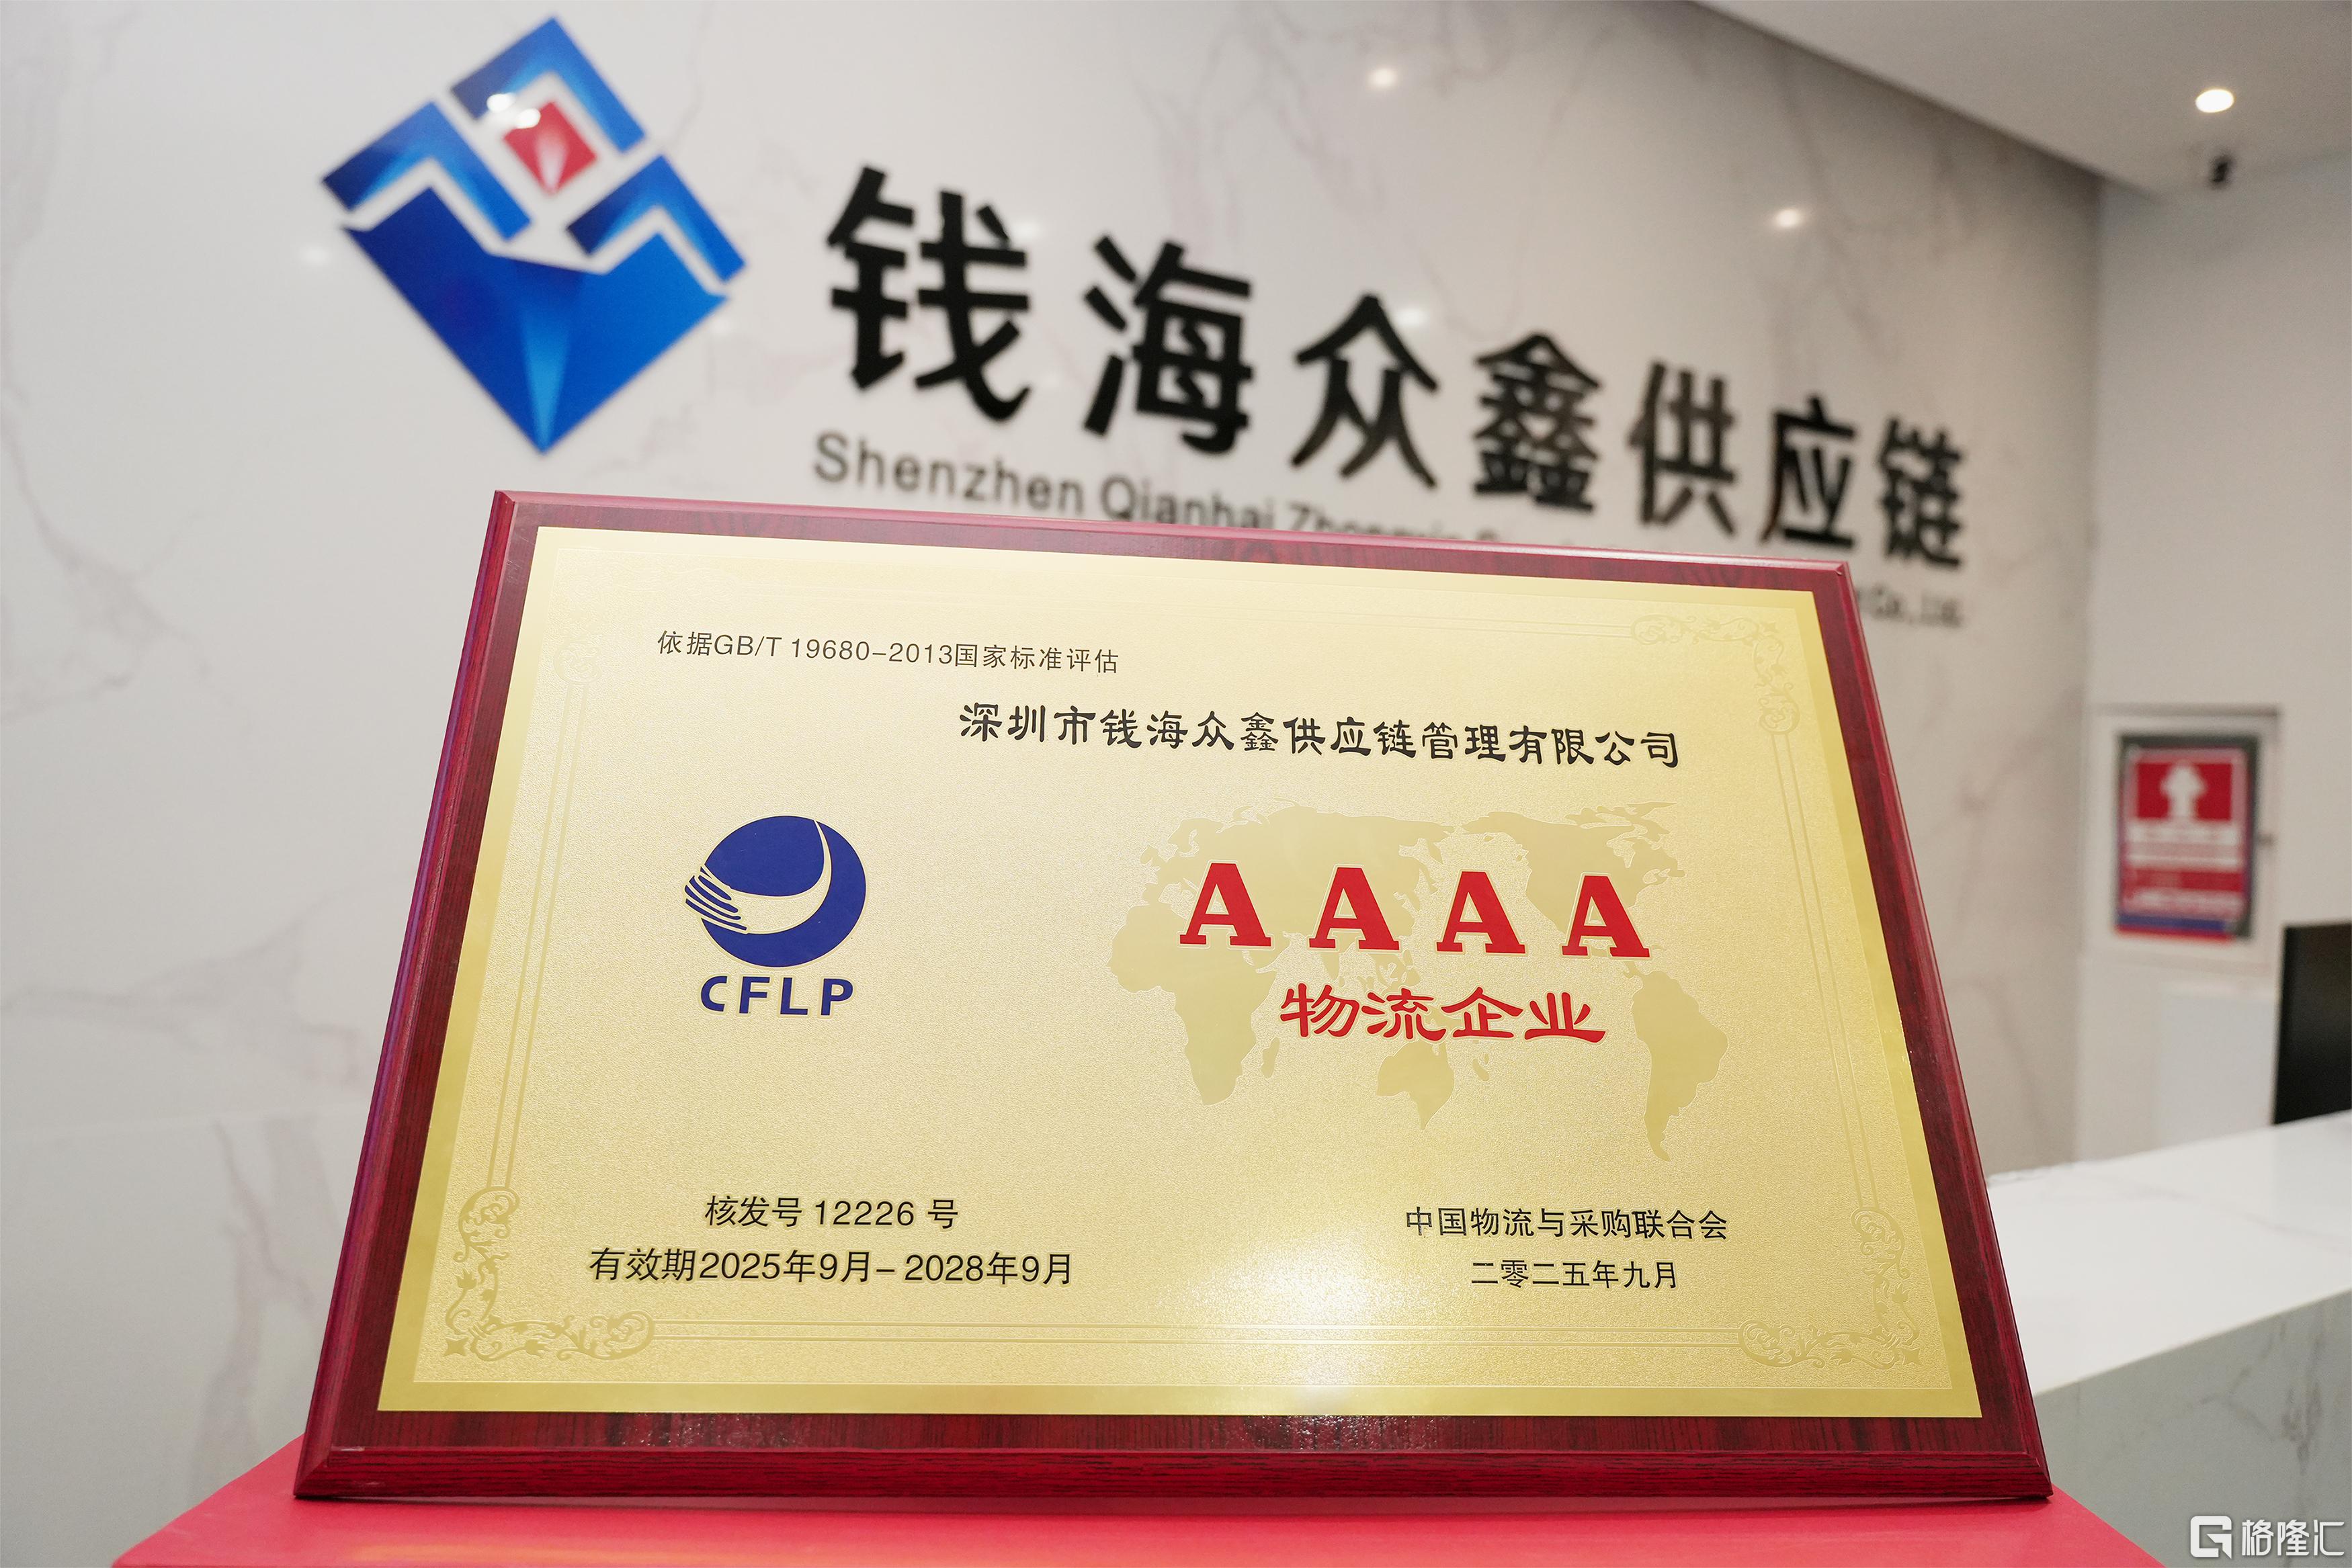 钱海众鑫供应链
Shenzhen Qianhai Zhongxin
Co., Ltd.
依据GB/T 19680-2013国家标准评估
深圳市钱海众鑫供应链管理有限公司
CFLP
AAAA
物流企业
核发号 12226 号
有效期2025年9月-2028年9月
中国物流与采购联合会
二零二五年九月
格隆汇